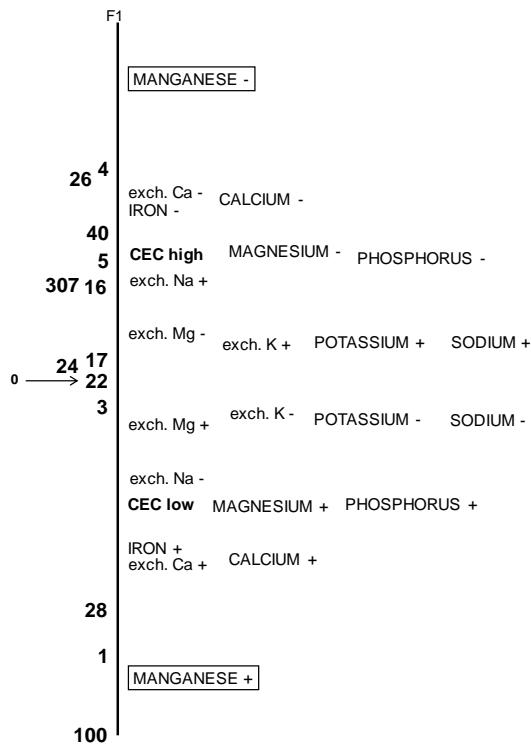 F1
MANGANESE -
4
26
exch. Ca - CALCIUM -
IRON -
40
5 CEC high MAGNESIUM - PHOSPHORUS -
307 16 exch. Na +
exch. Mg - exch. K + POTASSIUM + SODIUM +
24 17
0 22
3
exch. Mg + exch. K - POTASSIUM - SODIUM -
exch. Na -
CEC low MAGNESIUM + PHOSPHORUS +
IRON +
exch. Ca + CALCIUM +
28
1
MANGANESE +
100